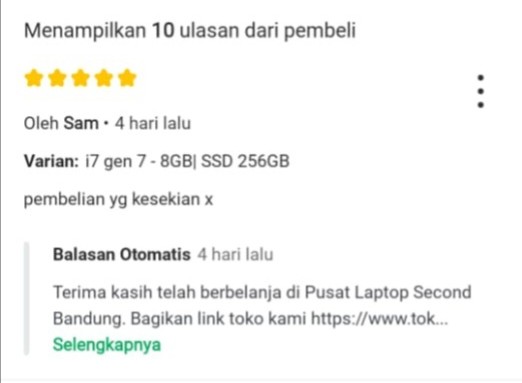 Menampilkan 10 ulasan dari pembeli
Oleh Sam • 4 hari lalu
Varian: i7 gen 7 - 8GB| SSD 256GB
pembelian yg kesekian x
Balasan Otomatis 4 hari lalu
Terima kasih telah berbelanja di Pusat Laptop Second
Bandung. Bagikan link toko kami https://www.tok...
Selengkapnya